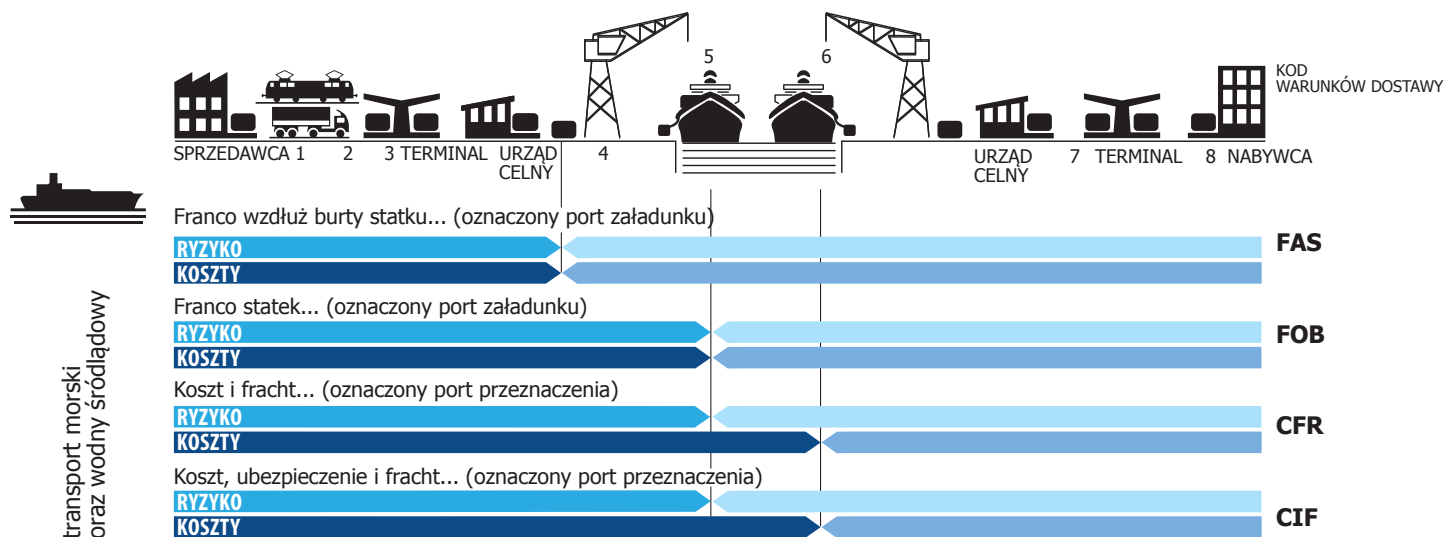 5
6
KOD
WARUNKÓW DOSTAWY
SPRZEDAWCA 1 2 3 TERMINAL URZĄD CELNY 4
URZĄD CELNY 7 TERMINAL 8 NABYWCA
transport morski
oraz wodny śródlądowy
Franco wzdłuż burty statku... (oznaczony port załadunku)
RYZYKO
KOSZTY
FAS
Franco statek... (oznaczony port załadunku)
RYZYKO
KOSZTY
FOB
Koszt i fracht... (oznaczony port przeznaczenia)
RYZYKO
KOSZTY
CFR
Koszt, ubezpieczenie i fracht... (oznaczony port przeznaczenia)
RYZYKO
KOSZTY
CIF